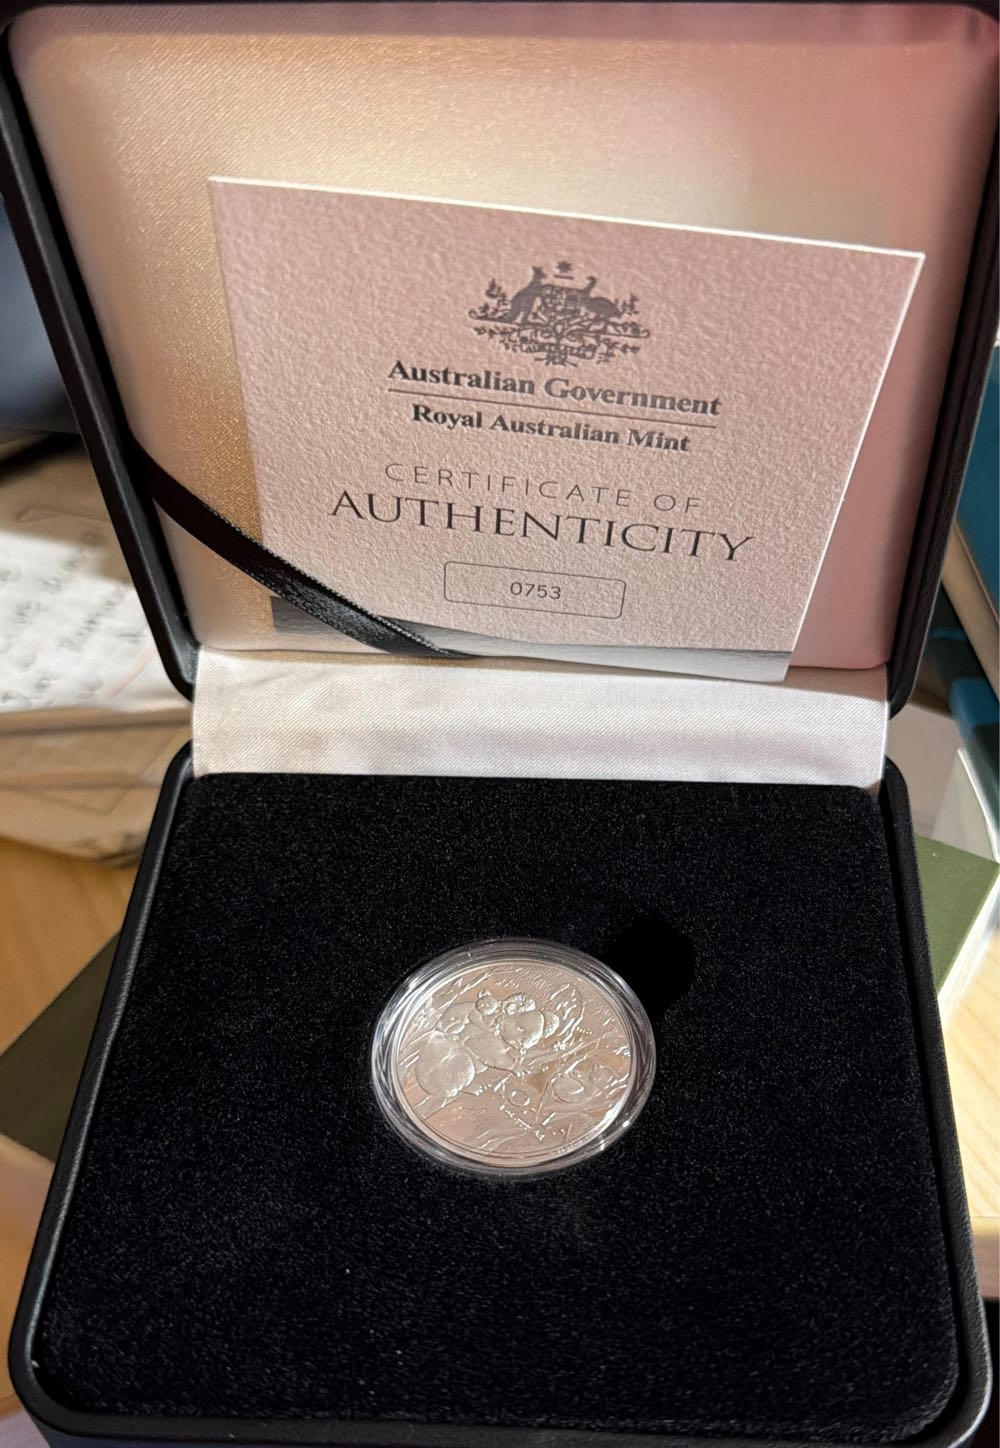 Australian Government
Royal Australian Mint
CERTIFICATE OF
AUTHENTICITY
0753